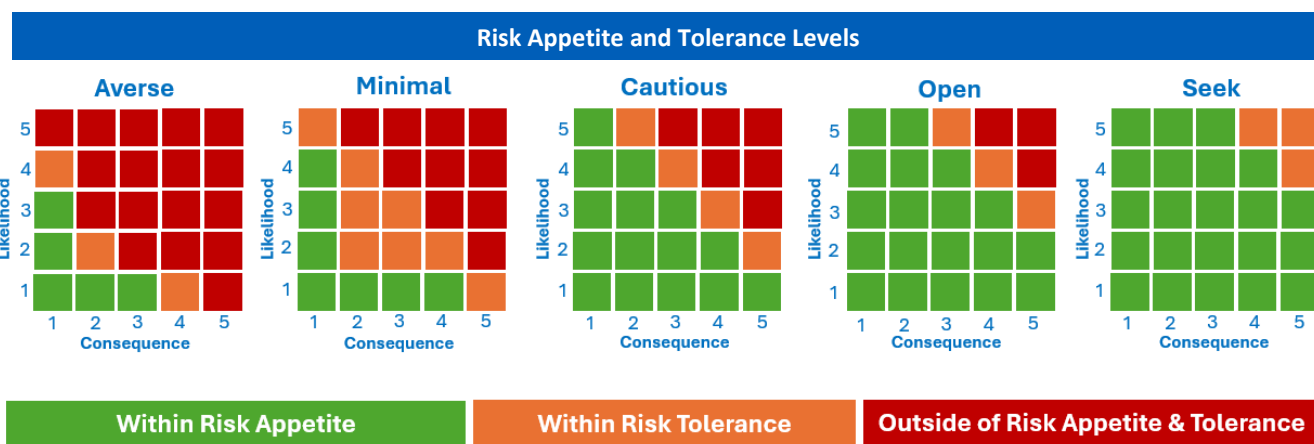 Risk Appetite and Tolerance Levels
Averse
Minimal
Cautious
Open
Seek
Likelihood
5
4
3
2
1
1 2 3 4 5
Consequence
Likelihood
5
4
3
2
1
1 2 3 4 5
Consequence
Likelihood
5
4
3
2
1
1 2 3 4 5
Consequence
Likelihood
5
4
3
2
1
1 2 3 4 5
Consequence
Likelihood
5
4
3
2
1
1 2 3 4 5
Consequence
Within Risk Appetite
Within Risk Tolerance
Outside of Risk Appetite & Tolerance